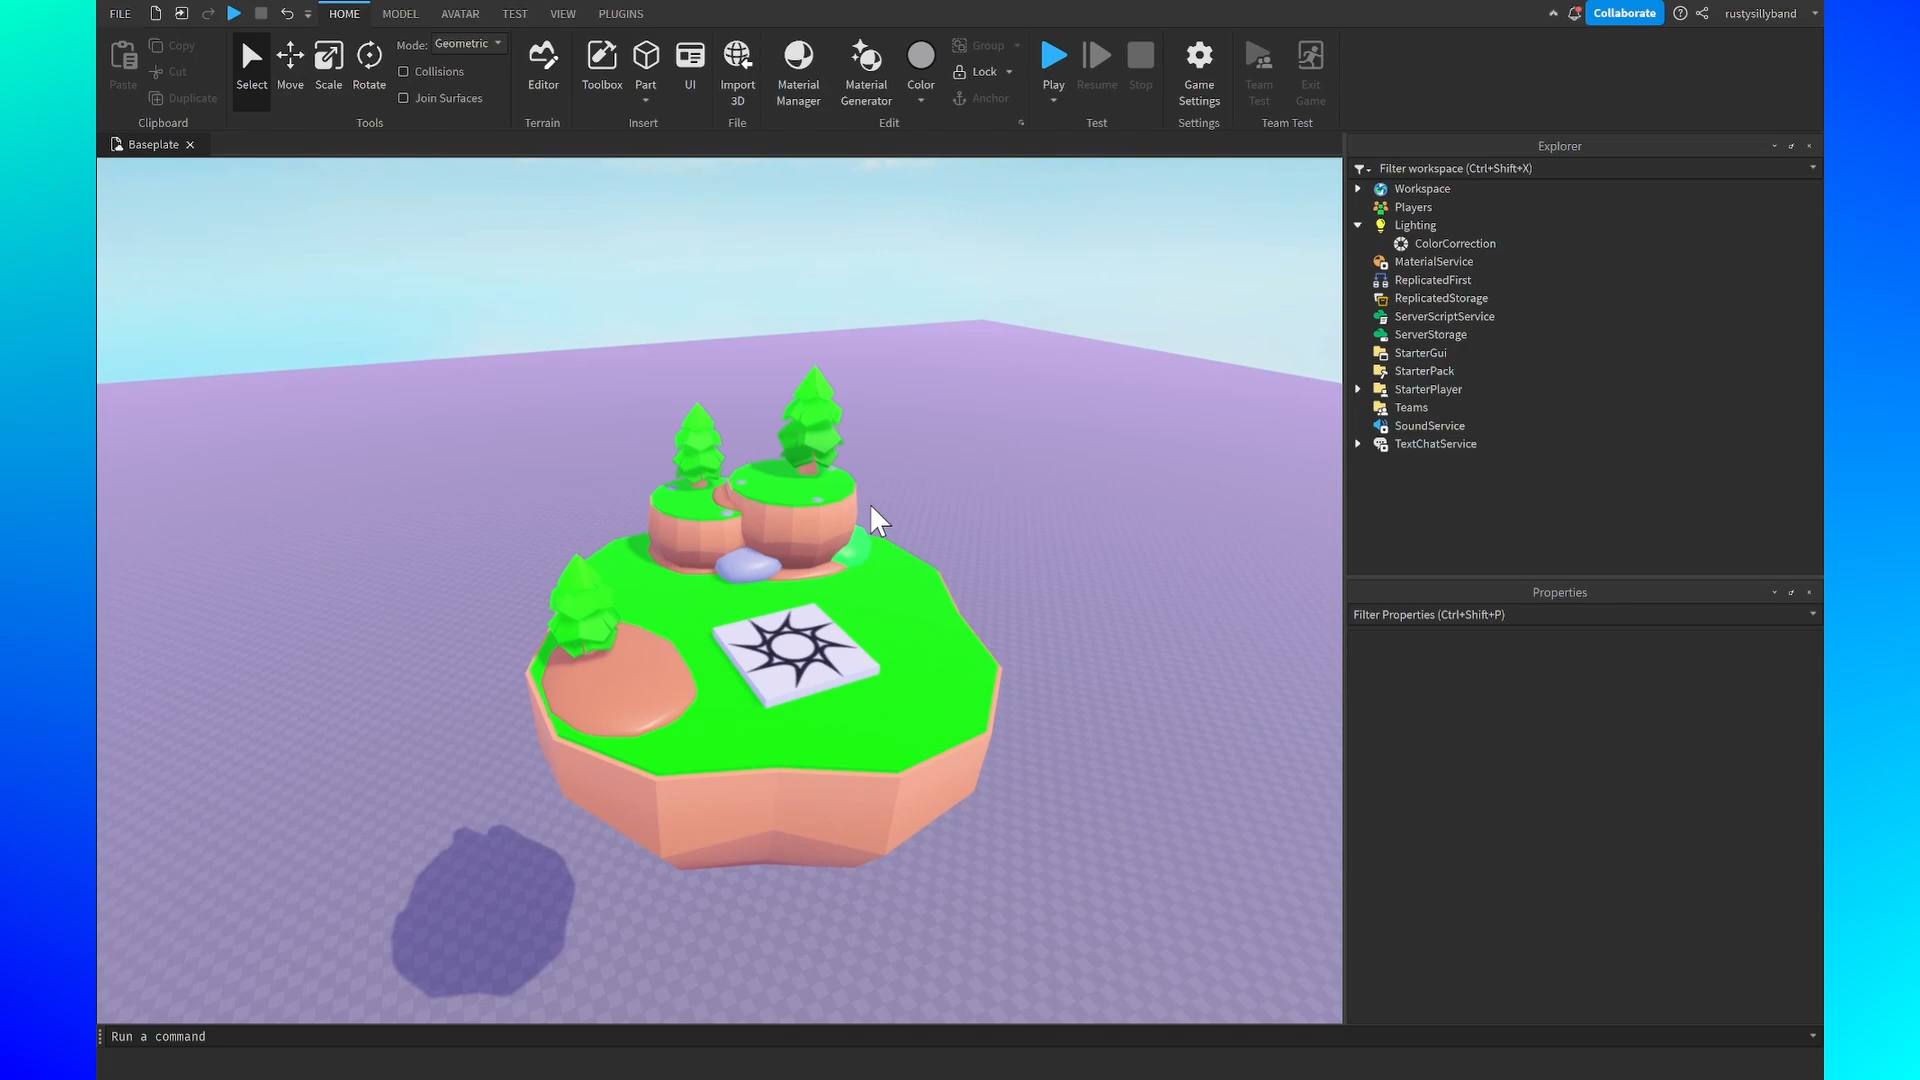 FILE HOME MODEL AVATAR TEST VIEW PLUGINS Collaborate rustysillyband
Paste Copy Cut Duplicate Clipboard
Select Move Scale Rotate Mode: Geometric Collisions Join Surfaces Tools
Editor Terrain
Toolbox Part UI Insert
Import 3D File
Material Manager Material Generator Color Group Lock Anchor Edit
Play Resume Stop Test
Game Settings Settings
Team Test Exit Game Team Test
Baseplate
Explorer
Filter workspace (Ctrl+Shift+X)
Workspace
Players
Lighting
ColorCorrection
MaterialService
ReplicatedFirst
ReplicatedStorage
ServerScriptService
ServerStorage
StarterGui
StarterPack
StarterPlayer
Teams
SoundService
TextChatService
Properties
Filter Properties (Ctrl+Shift+P)
Run a command